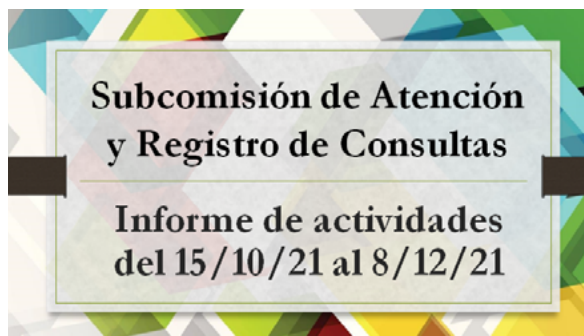 Subcomisión de Atención
y Registro de Consultas
Informe de actividades
del 15/10/21 al 8/12/21